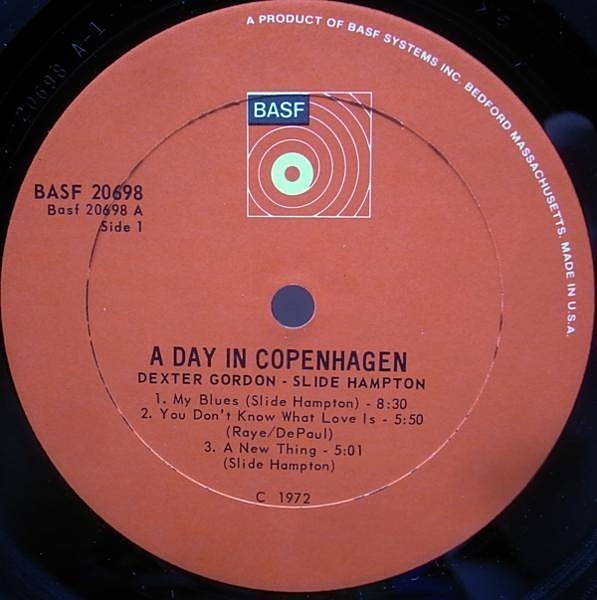 A PRODUCT OF BASF SYSTEMS INC. BEDFORD MASSACHUSETTS. MADE IN U.S.A.
20698 A-1
BASF
BASF 20698
Basf 20698 A
Side 1
A DAY IN COPENHAGEN
DEXTER GORDON - SLIDE HAMPTON
1. My Blues (Slide Hampton) - 8:30
2. You Don't Know What Love Is - 5:50
(Raye/DePaul)
3. A New Thing - 5:01
(Slide Hampton)
C 1972